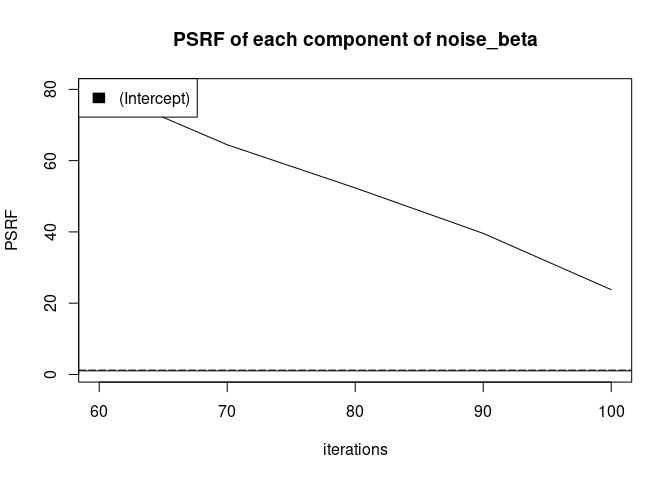 PSRF of each component of noise_beta
(Intercept)
80
60
40
20
0
PSRF
60 70 80 90 100
iterations